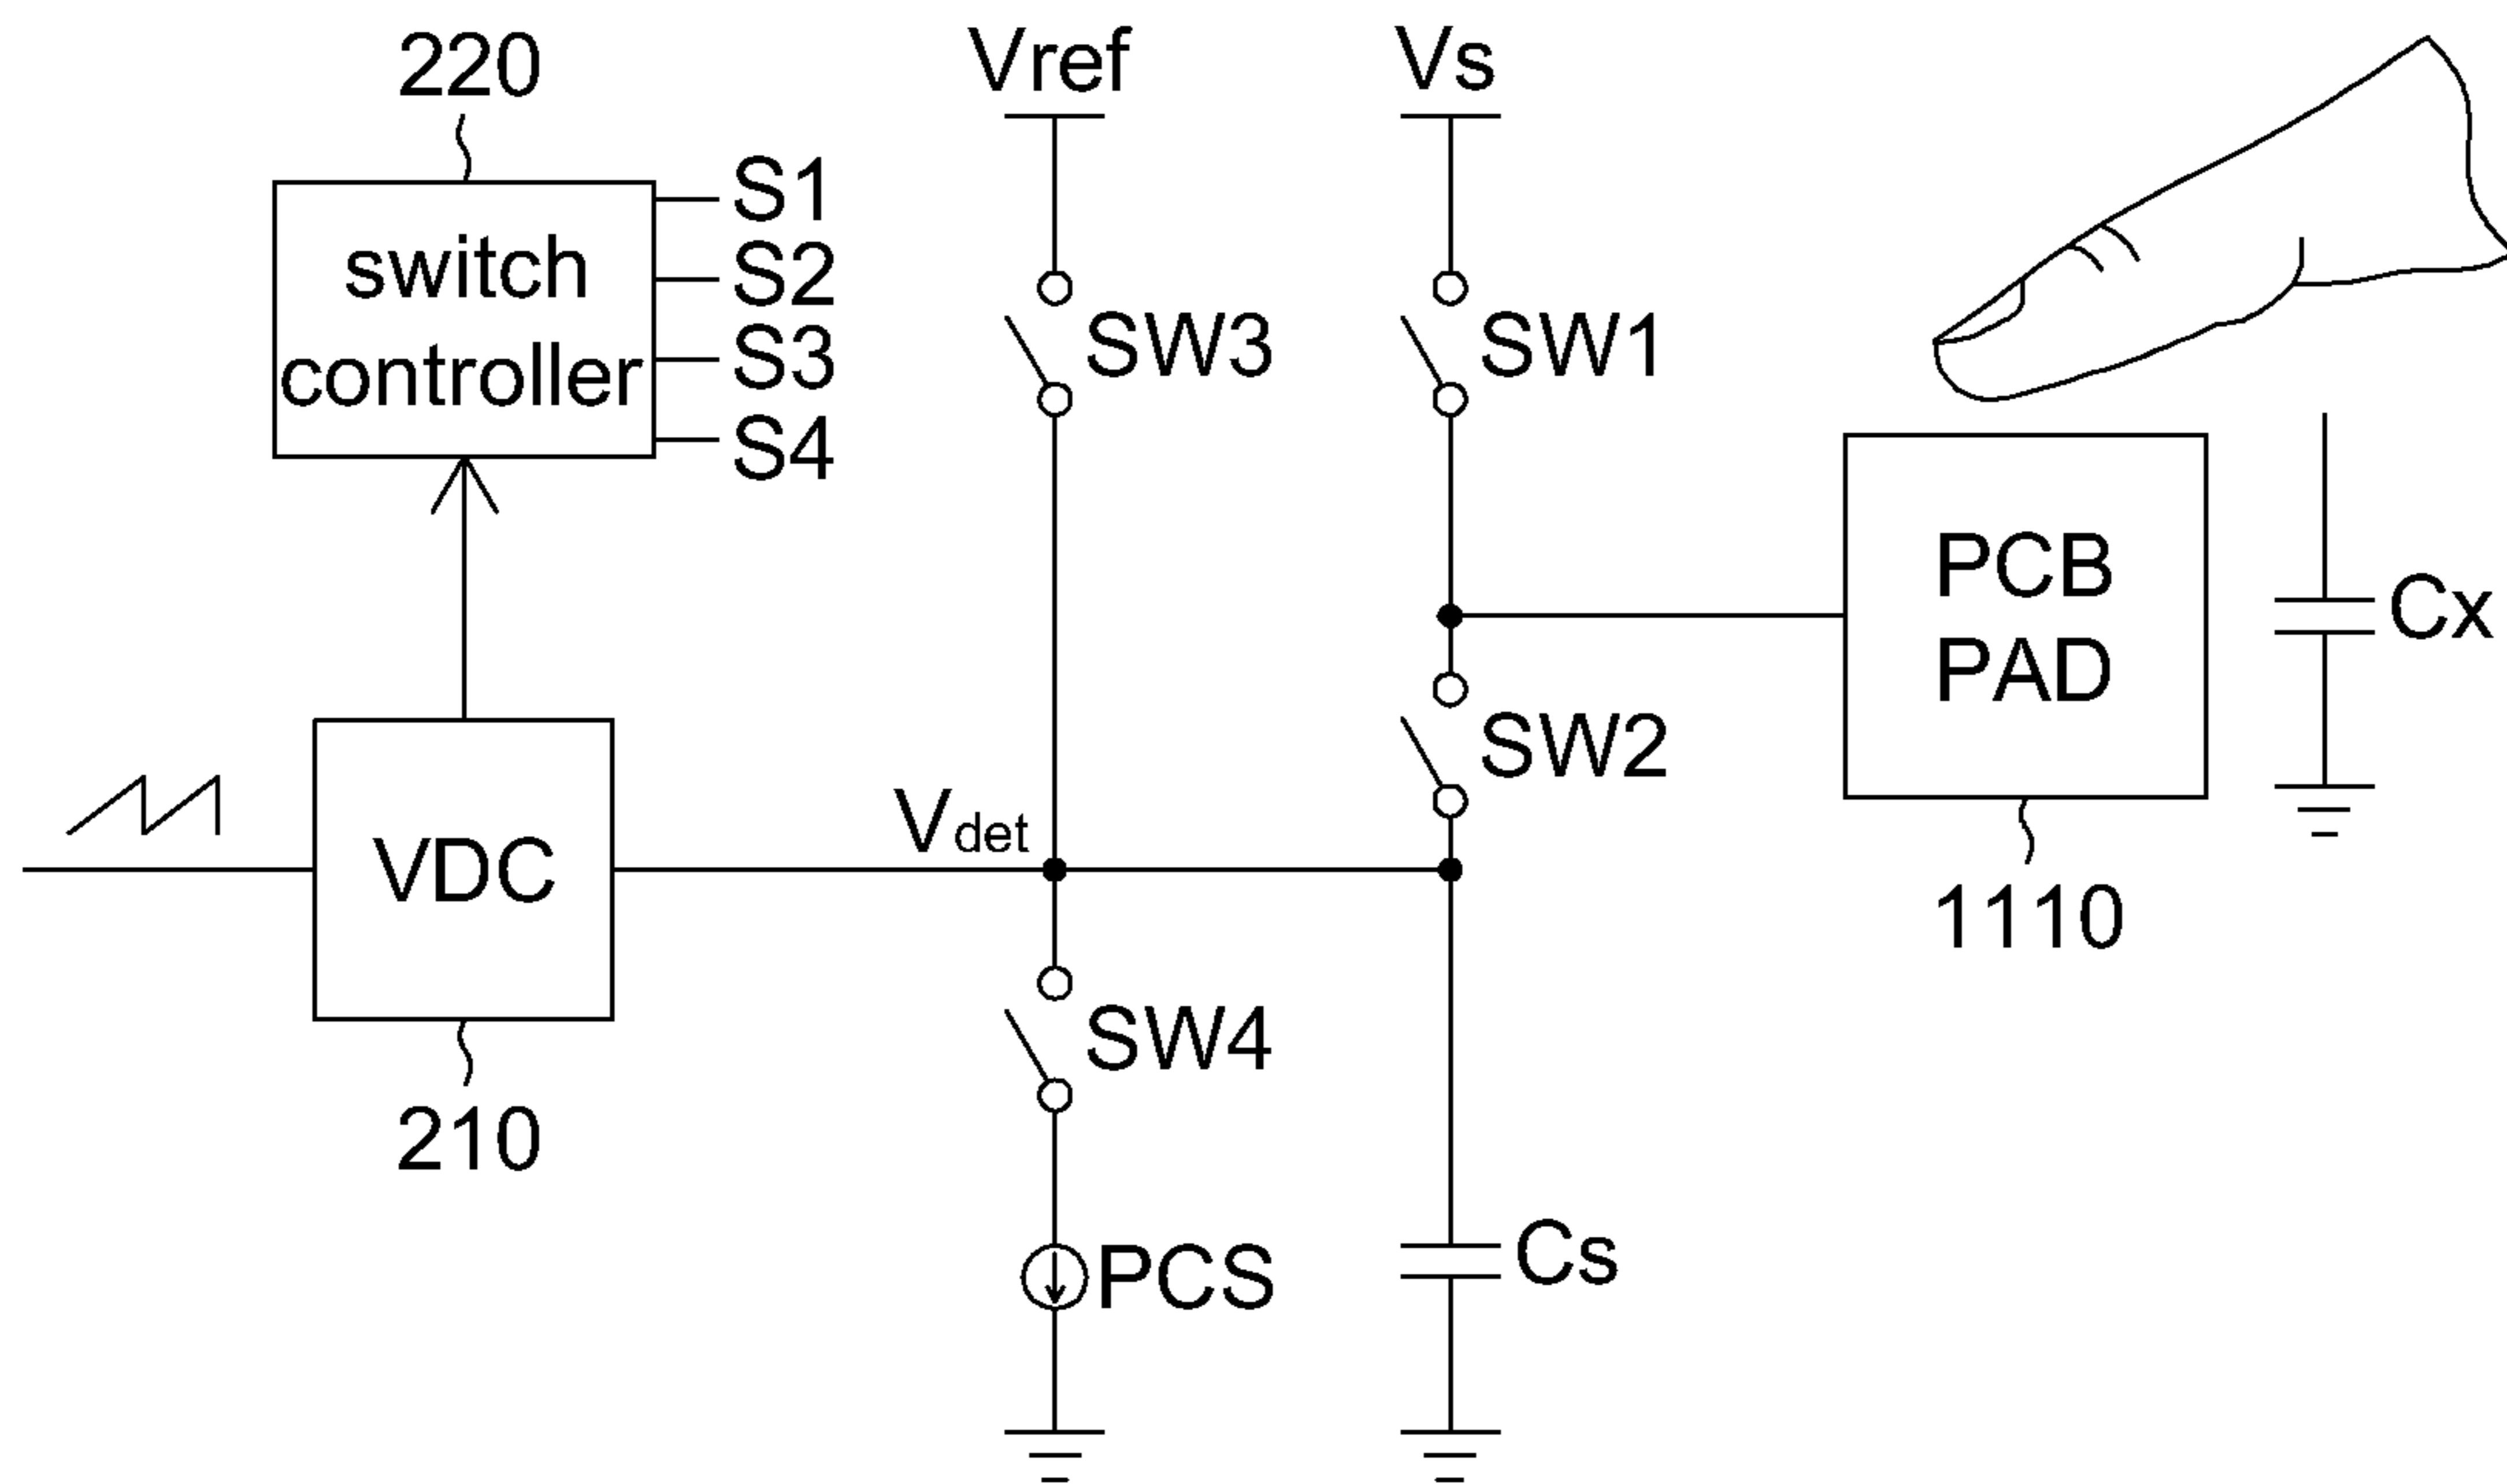 220
Vref
Vs
S1
S2
S3
S4
switch
controller
SW3
SW1
PCB
PAD
Cx
SW2
Vdet
VDC
1110
SW4
210
PCS
Cs